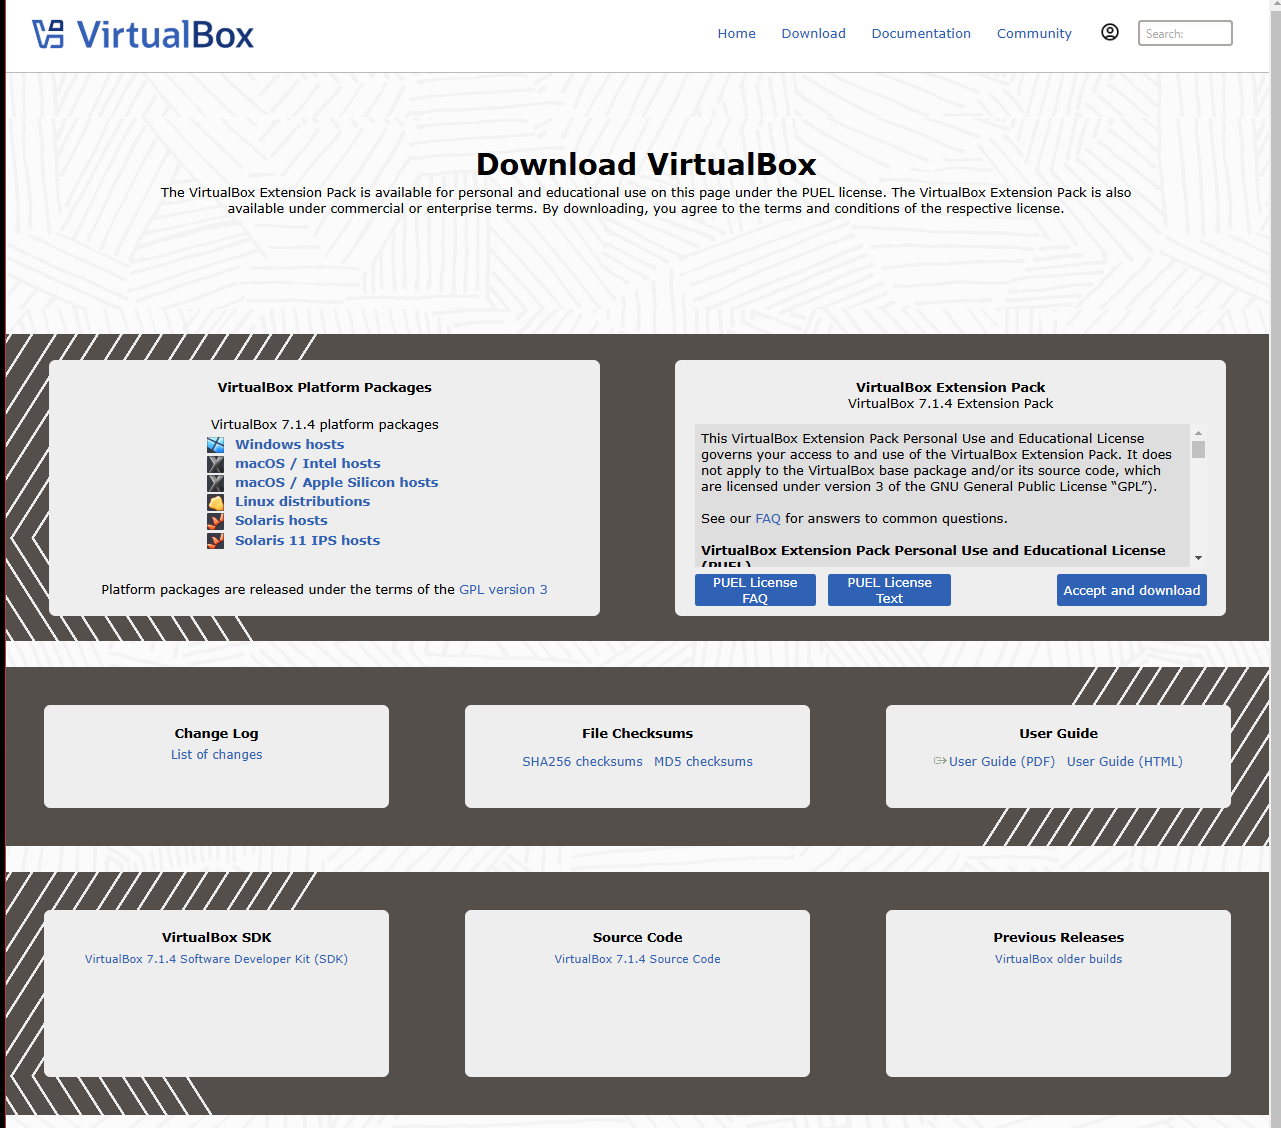 VirtualBox
Home
Download
Documentation
Community
Search:
Download VirtualBox
The VirtualBox Extension Pack is available for personal and educational use on this page under the PUEL license. The VirtualBox Extension Pack is also
available under commercial or enterprise terms. By downloading, you agree to the terms and conditions of the respective license.
VirtualBox Platform Packages
VirtualBox 7.1.4 platform packages
Windows hosts
macOS / Intel hosts
macOS / Apple Silicon hosts
Linux distributions
Solaris hosts
Solaris 11 IPS hosts
Platform packages are released under the terms of the GPL version 3
VirtualBox Extension Pack
VirtualBox 7.1.4 Extension Pack
This VirtualBox Extension Pack Personal Use and Educational License
governs your access to and use of the VirtualBox Extension Pack. It does
not apply to the VirtualBox base package and/or its source code, which
are licensed under version 3 of the GNU General Public License “GPL”).
See our FAQ for answers to common questions.
VirtualBox Extension Pack Personal Use and Educational License
(PUEL)
PUEL License
FAQ
PUEL License
Text
Accept and download
Change Log
List of changes
File Checksums
SHA256 checksums MD5 checksums
User Guide
User Guide (PDF) User Guide (HTML)
VirtualBox SDK
VirtualBox 7.1.4 Software Developer Kit (SDK)
Source Code
VirtualBox 7.1.4 Source Code
Previous Releases
VirtualBox older builds